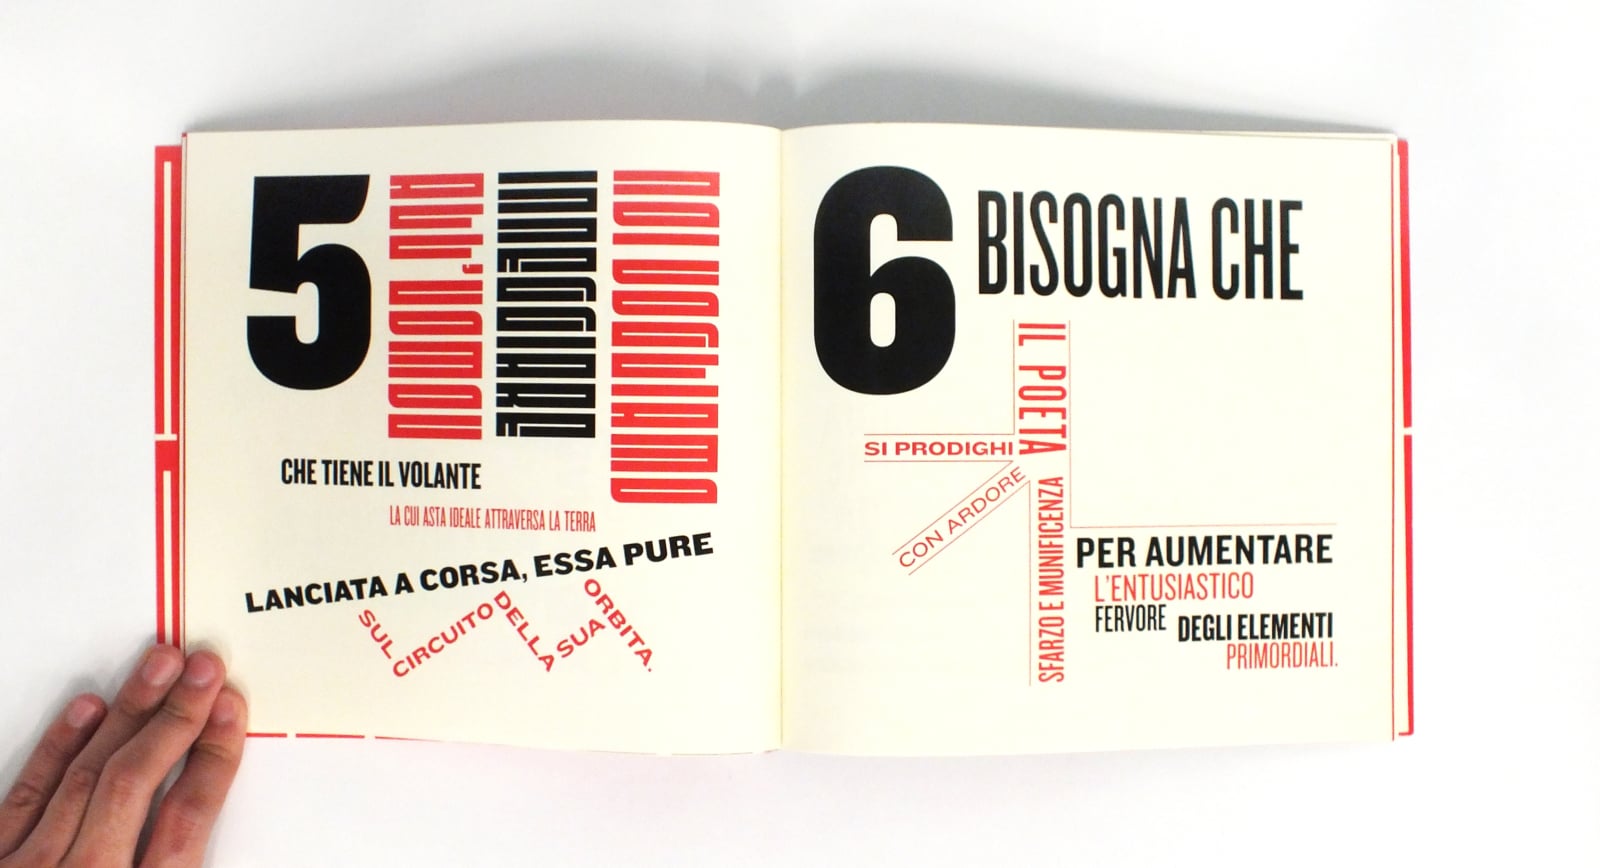 5
NOI VOGLIAMO
INNEGGIARE
ALL'UOMO
CHE TIENE IL VOLANTE
LA CUI ASTA IDEALE ATTRAVERSA LA TERRA
LANCIATA A CORSA, ESSA PURE
SUL
CIRCUITO
DELLA
SUA
ORBITA.
6
BISOGNA CHE
IL POETA
SI PRODIGHI
CON ARDORE
SFARZO E MUNIFICENZA
PER AUMENTARE
L'ENTUSIASTICO
FERVORE
DEGLI ELEMENTI
PRIMORDIALI.